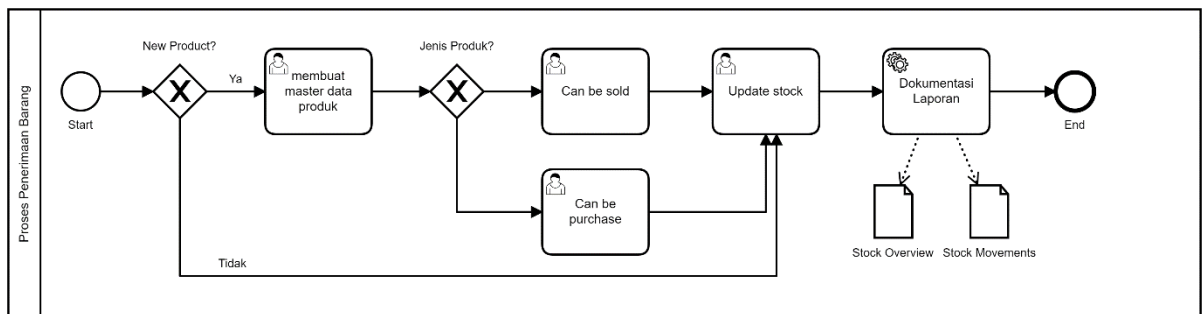 Proses Penerimaan Barang
New Product?
Start
Ya
membuat
master data
produk
Jenis Produk?
Can be sold
Can be
purchase
Update stock
Dokumentasi
Laporan
End
Stock Overview
Stock Movements
Tidak